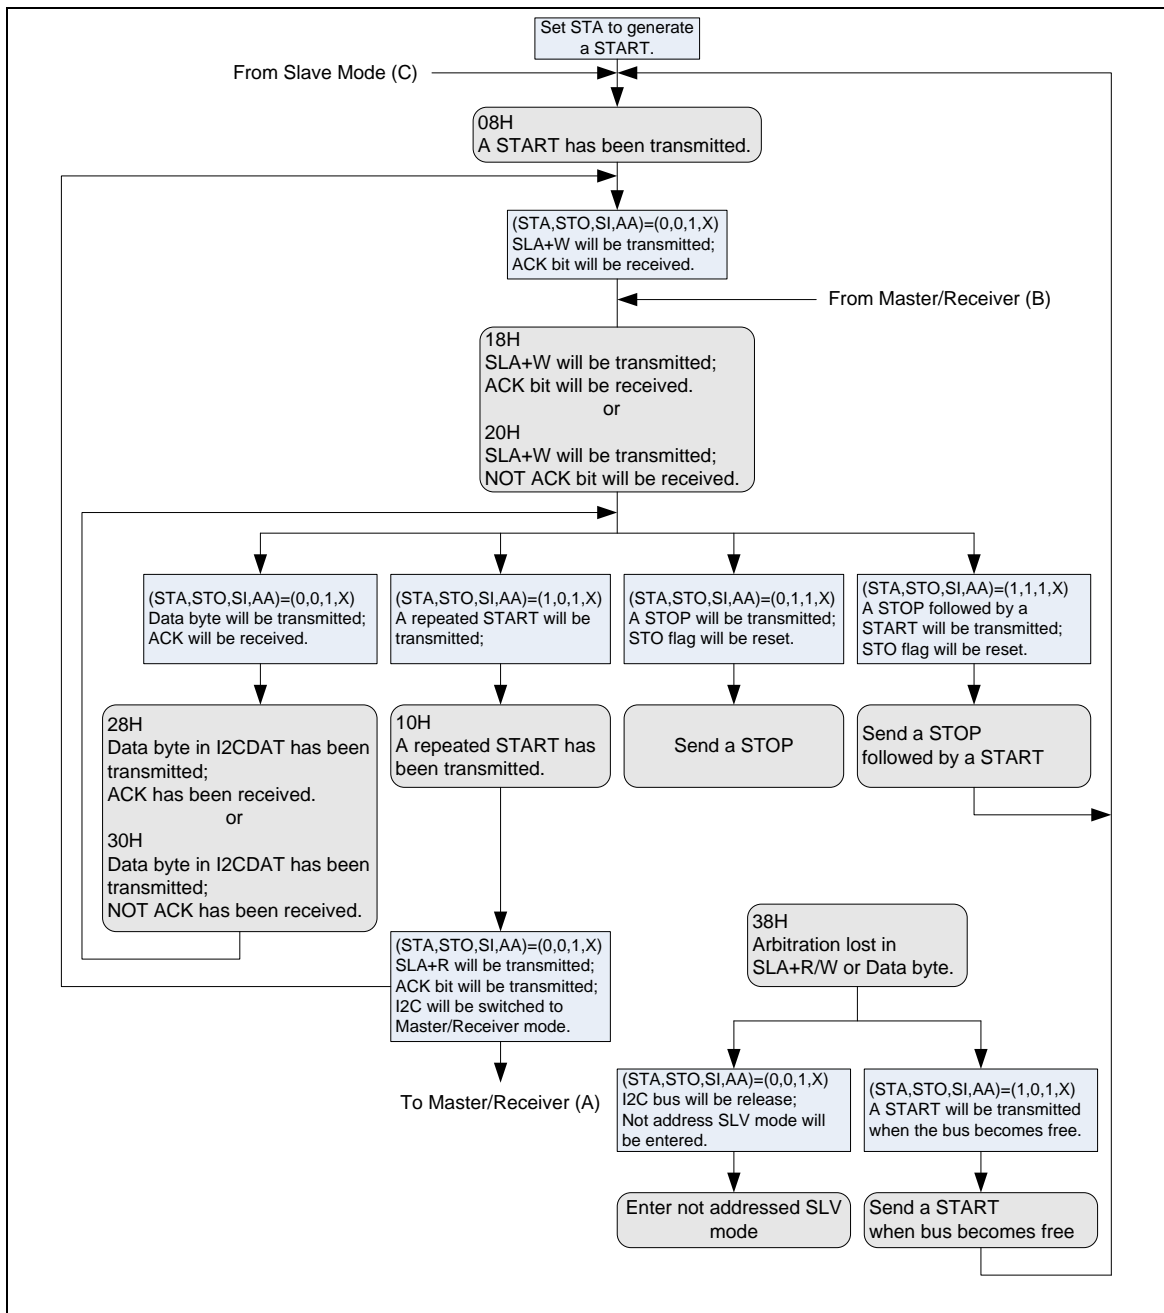 Set STA to generate
a START.
From Slave Mode (C)
08H
A START has been transmitted.
(STA,STO,SI,AA)=(0,0,1,X)
SLA+W will be transmitted;
ACK bit will be received.
From Master/Receiver (B)
18H
SLA+W will be transmitted;
ACK bit will be received.
or
20H
SLA+W will be transmitted;
NOT ACK bit will be received.
(STA,STO,SI,AA)=(0,0,1,X)
Data byte will be transmitted;
ACK will be received.
(STA,STO,SI,AA)=(1,0,1,X)
A repeated START will be
transmitted;
(STA,STO,SI,AA)=(0,1,1,X)
A STOP will be transmitted;
STO flag will be reset.
(STA,STO,SI,AA)=(1,1,1,X)
A STOP followed by a
START will be transmitted;
STO flag will be reset.
28H
Data byte in I2CDAT has been
transmitted;
ACK has been received.
or
30H
Data byte in I2CDAT has been
transmitted;
NOT ACK has been received.
10H
A repeated START has
been transmitted.
Send a STOP
Send a STOP
followed by a START
(STA,STO,SI,AA)=(0,0,1,X)
SLA+R will be transmitted;
ACK bit will be transmitted;
I2C will be switched to
Master/Receiver mode.
To Master/Receiver (A)
38H
Arbitration lost in
SLA+R/W or Data byte.
(STA,STO,SI,AA)=(0,0,1,X)
I2C bus will be release;
Not address SLV mode will
be entered.
(STA,STO,SI,AA)=(1,0,1,X)
A START will be transmitted
when the bus becomes free.
Enter not addressed SLV
mode
Send a START
when bus becomes free